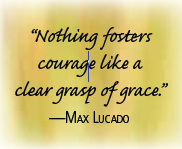 “Nothing fosters
courage like a
clear grasp of grace.”
—Max Lucado